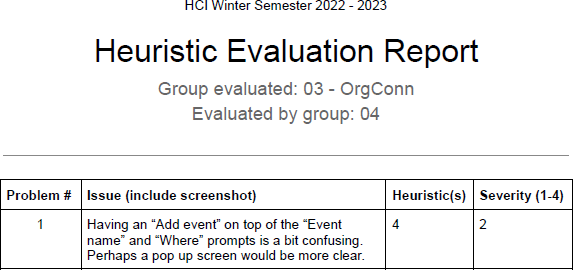 HCI Winter Semester 2022 - 2023
Heuristic Evaluation Report
Group evaluated: 03 - OrgConn
Evaluated by group: 04
Problem # Issue (include screenshot) Heuristic(s) Severity (1-4)
1 Having an “Add event” on top of the “Event 4 2
name” and “Where” prompts is a bit confusing.
Perhaps a pop up screen would be more clear.